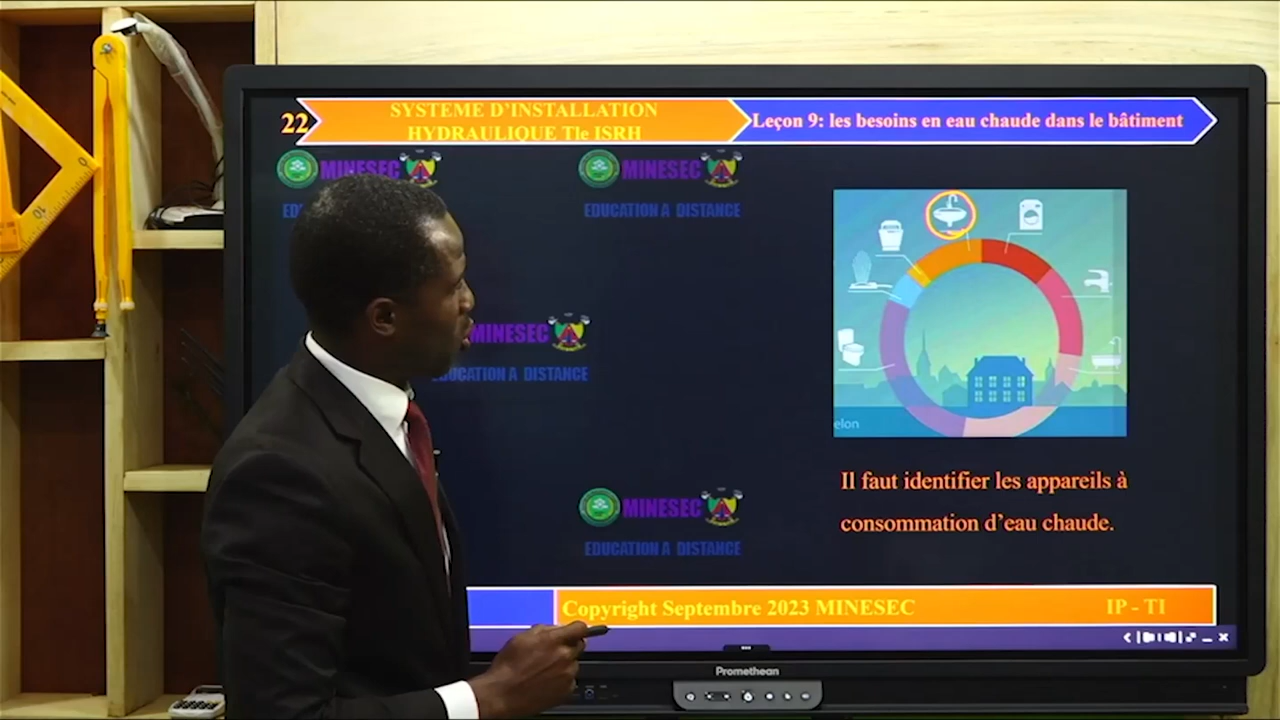 22
SYSTEME D'INSTALLATION
HYDRAULIQUE Tle ISRH
Leçon 9: les besoins en eau chaude dans le bâtiment
MINESEC
ED
MINESEC
EDUCATION A DISTANCE
MINESEC
EDUCATION A DISTANCE
elon
Il faut identifier les appareils à
consommation d'eau chaude.
MINESEC
EDUCATION A DISTANCE
Copyright Septembre 2023 MINESEC
IP - TI
Promethean